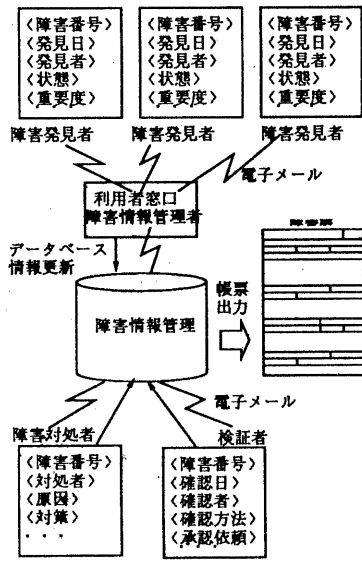 〈障害番号〉
〈発見日〉
〈発見者〉
〈状態〉
〈重要度〉
〈障害番号〉
〈発見日〉
〈発見者〉
〈状態〉
〈重要度〉
〈障害番号〉
〈発見日〉
〈発見者〉
〈状態〉
〈重要度〉
障害発見者
障害発見者
障害発見者
電子メール
利用者窓口
障害情報管理者
障害票
データベース
情報更新
帳票
出力
障害情報管理
電子メール
障害対処者
検証者
〈障害番号〉
〈対処者〉
〈原因〉
〈対策〉
・・・
〈障害番号〉
〈確認日〉
〈確認者〉
〈確認方法〉
〈承認依頼〉